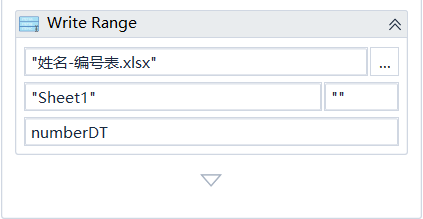 Write Range
"姓名-编号表.xlsx" ...
"Sheet1" ""
numberDT